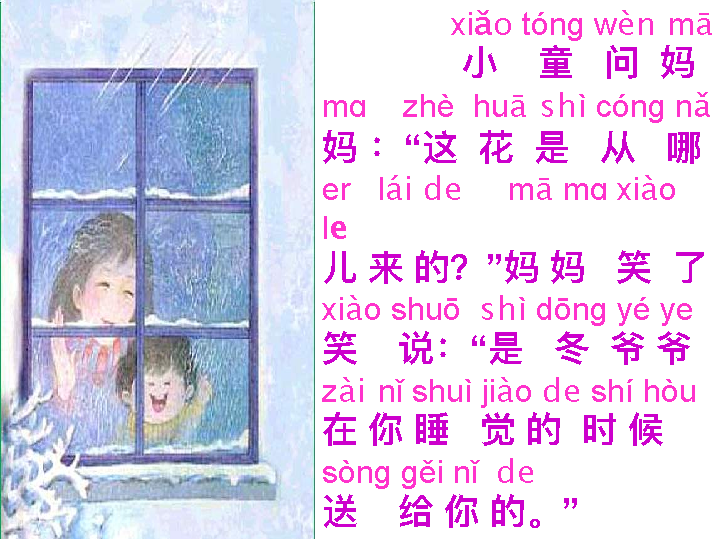 xiǎo tóng wèn mā
小 童 问 妈
mɑ zhè huā shì cóng nǎ
妈：“这 花 是 从 哪
er lái de mā mɑ xiào
le
儿 来 的？”妈 妈 笑 了
xiào shuō shì dōng yé ye
笑 说：“是 冬 爷 爷
zài nǐ shuì jiào de shí hòu
在 你 睡 觉 的 时 候
sòng gěi nǐ de
送 给 你 的。”